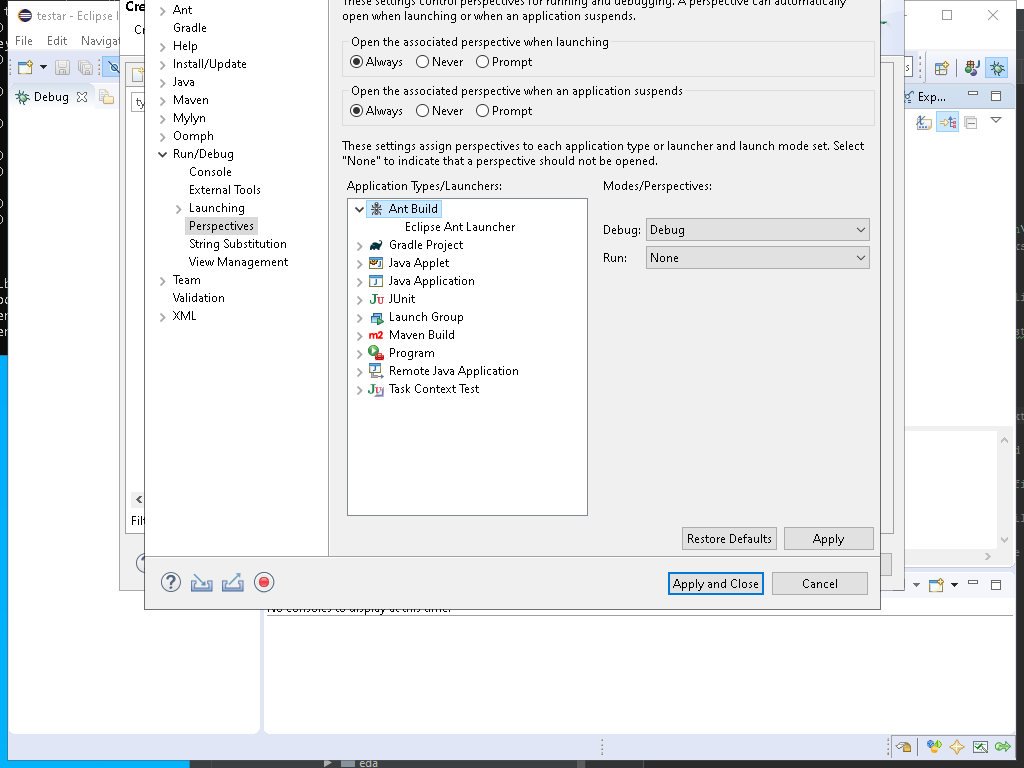 testar - Eclipse
File Edit Navigat
Debug
Cre
Ant
Gradle
Help
Install/Update
Java
Maven
Mylyn
Oomph
Run/Debug
Console
External Tools
Launching
Perspectives
String Substitution
View Management
Team
Validation
XML
These settings control perspectives for running and debugging. A perspective can automatically
open when launching or when an application suspends.
Open the associated perspective when launching
Always Never Prompt
Open the associated perspective when an application suspends
Always Never Prompt
These settings assign perspectives to each application type or launcher and launch mode set. Select
"None" to indicate that a perspective should not be opened.
Application Types/Launchers:
Ant Build
Eclipse Ant Launcher
Gradle Project
Java Applet
Java Application
JUnit
Launch Group
Maven Build
Program
Remote Java Application
Task Context Test
Modes/Perspectives:
Debug: Debug
Run: None
Restore Defaults Apply
Apply and Close Cancel
Exp...
No consoles to display at this time.
eda